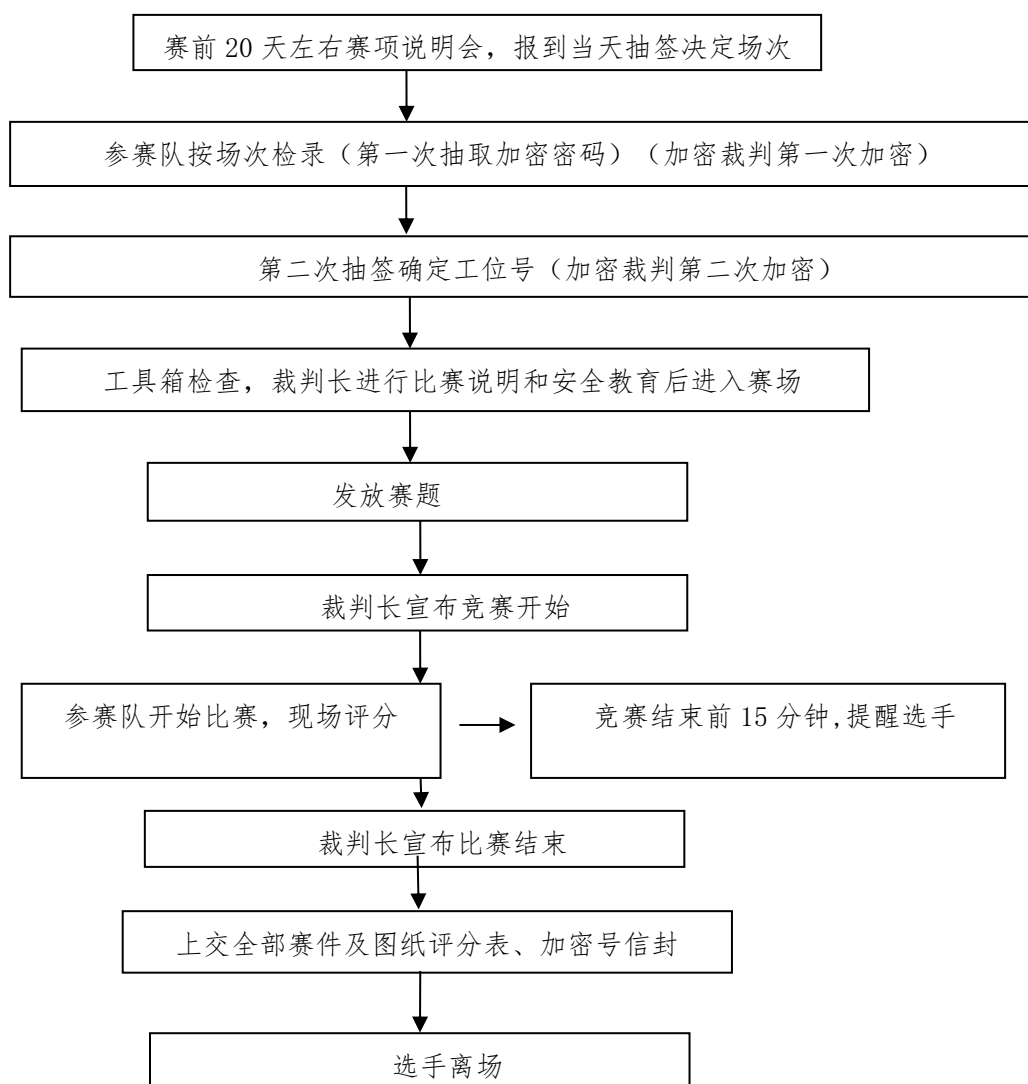 赛前 20 天左右赛项说明会，报到当天抽签决定场次
参赛队按场次检录（第一次抽取加密密码）（加密裁判第一次加密）
第二次抽签确定工位号（加密裁判第二次加密）
工具箱检查，裁判长进行比赛说明和安全教育后进入赛场
发放赛题
裁判长宣布竞赛开始
参赛队开始比赛，现场评分
竞赛结束前 15 分钟,提醒选手
裁判长宣布比赛结束
上交全部赛件及图纸评分表、加密号信封
选手离场